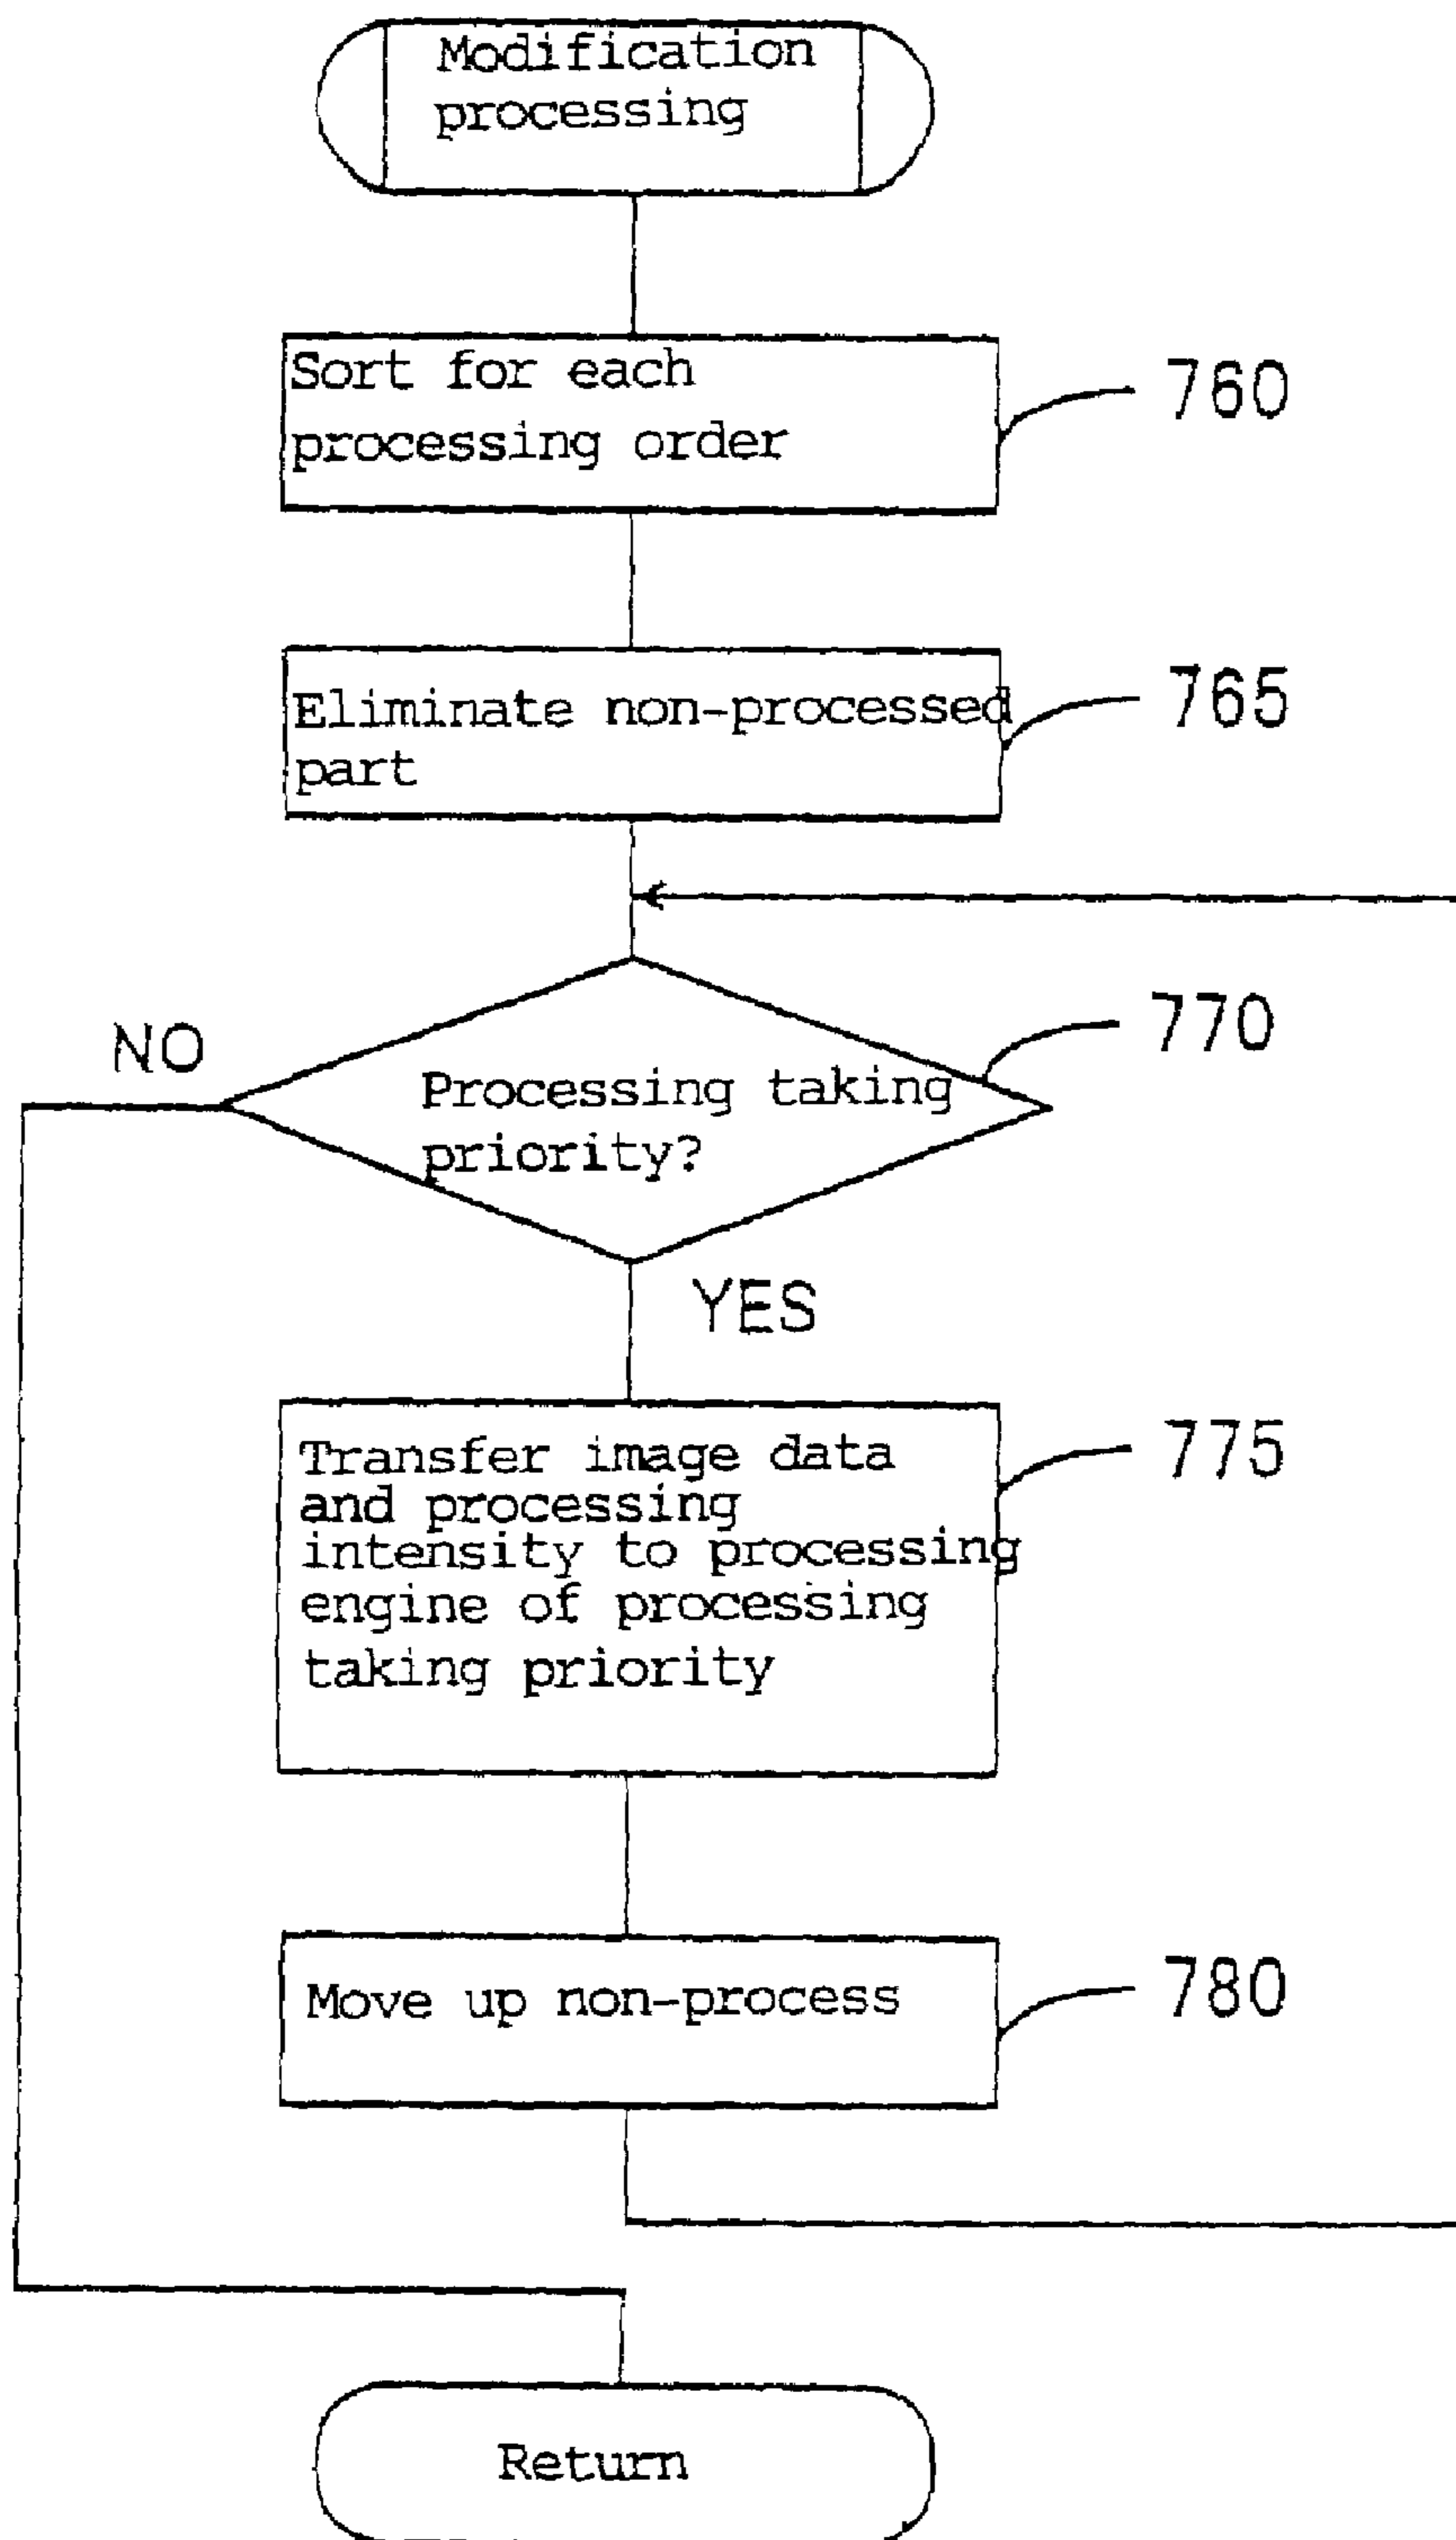 Modification
processing
Sort for each
processing order
760
Eliminate non-processed
part
765
NO
Processing taking
priority?
770
YES
Transfer image data
and processing
intensity to processing
engine of processing
taking priority
775
Move up non-process
780
Return